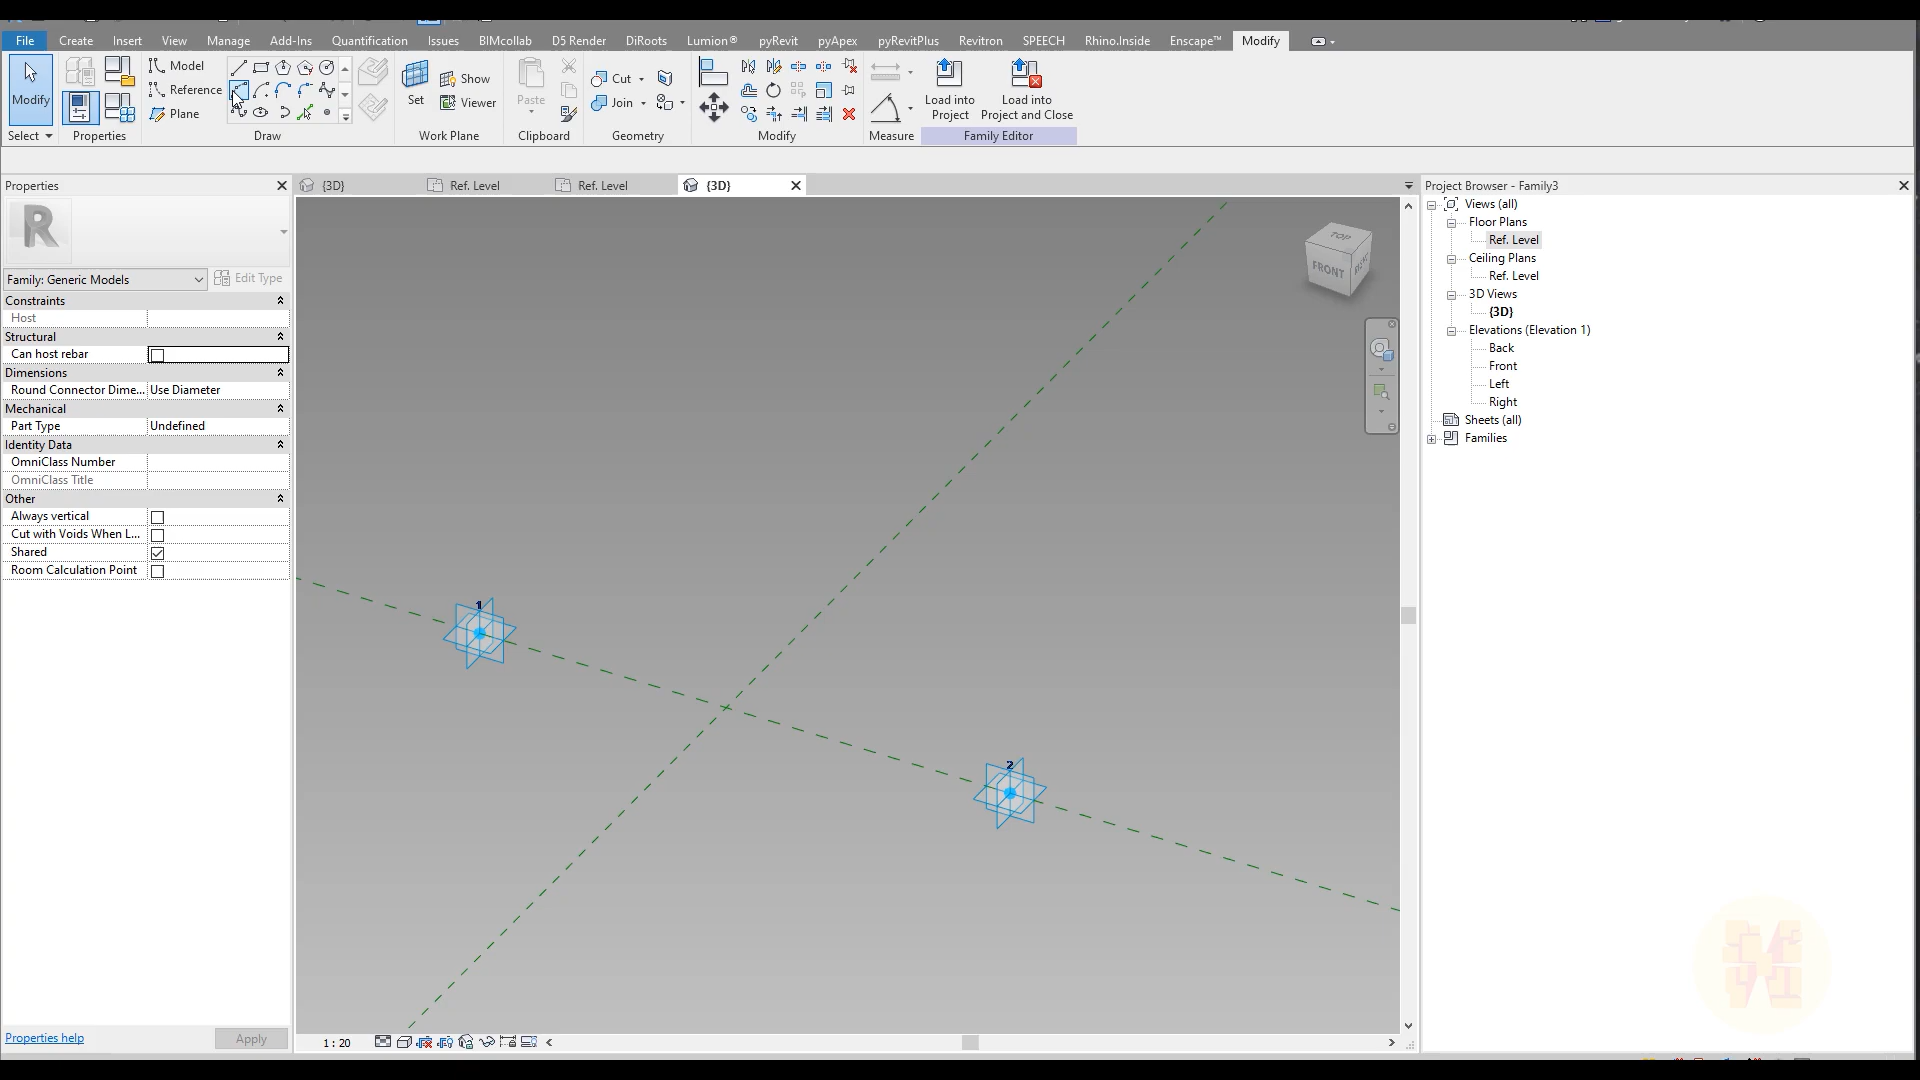 File Create Insert View Manage Add-Ins Quantification Issues BIMcollab D5 Render DiRoots Lumion® pyRevit pyApex pyRevitPlus Revitron SPEECH Rhino.Inside Enscape™ Modify
Model
Reference
Plane
Show
Viewer
Cut
Join
Modify
Set
Paste
Load into
Project
Load into
Project and Close
Select Properties Draw Work Plane Clipboard Geometry Modify Measure Family Editor
Properties
{3D}
Ref. Level
Ref. Level
{3D}
Project Browser - Family3
R
Family: Generic Models
Edit Type
Constraints
Host
Structural
Can host rebar
Dimensions
Round Connector Dime... Use Diameter
Mechanical
Part Type Undefined
Identity Data
OmniClass Number
OmniClass Title
Other
Always vertical
Cut with Voids When L...
Shared
Room Calculation Point
Properties help
Apply
TOP
FRONT
RIGHT
1
2
1 : 20
Views (all)
Floor Plans
Ref. Level
Ceiling Plans
Ref. Level
3D Views
{3D}
Elevations (Elevation 1)
Back
Front
Left
Right
Sheets (all)
Families